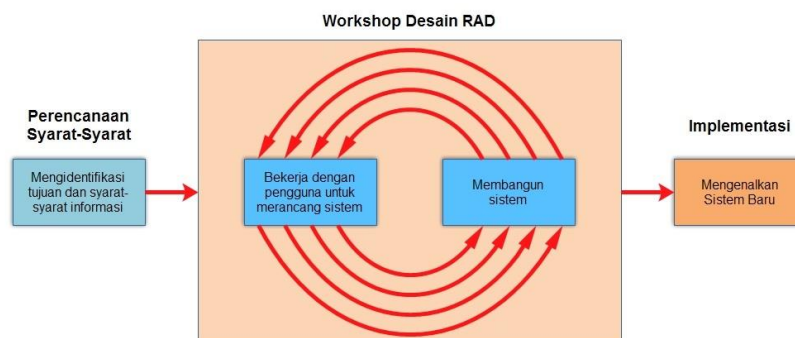 Workshop Desain RAD
Perencanaan
Syarat-Syarat
Mengidentifikasi
tujuan dan syarat-
syarat informasi
Bekerja dengan
pengguna untuk
merancang sistem
Membangun
sistem
Implementasi
Mengenalkan
Sistem Baru